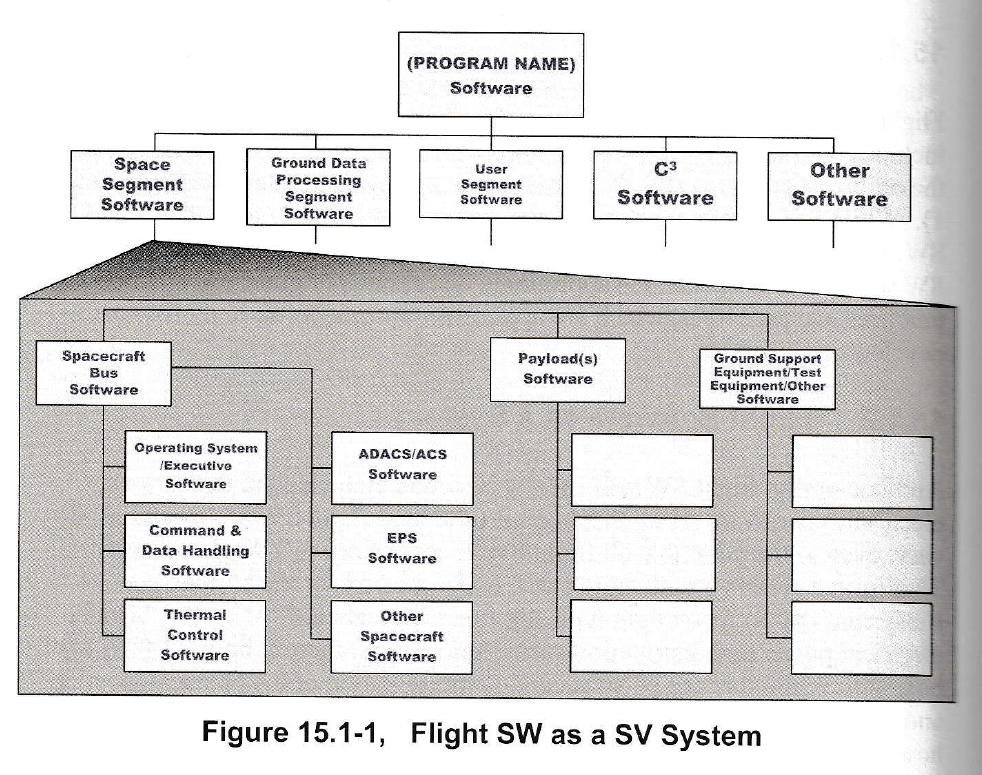 (PROGRAM NAME)
Software
Space
Segment
Software
Ground Data
Processing
Segment
Software
User
Segment
Software
C³
Software
Other
Software
Spacecraft
Bus
Software
Payload(s)
Software
Ground Support
Equipment/Test
Equipment/Other
Software
Operating System
/Executive
Software
ADACS/ACS
Software
Command &
Data Handling
Software
EPS
Software
Thermal
Control
Software
Other
Spacecraft
Software
Figure 15.1-1, Flight SW as a SV System